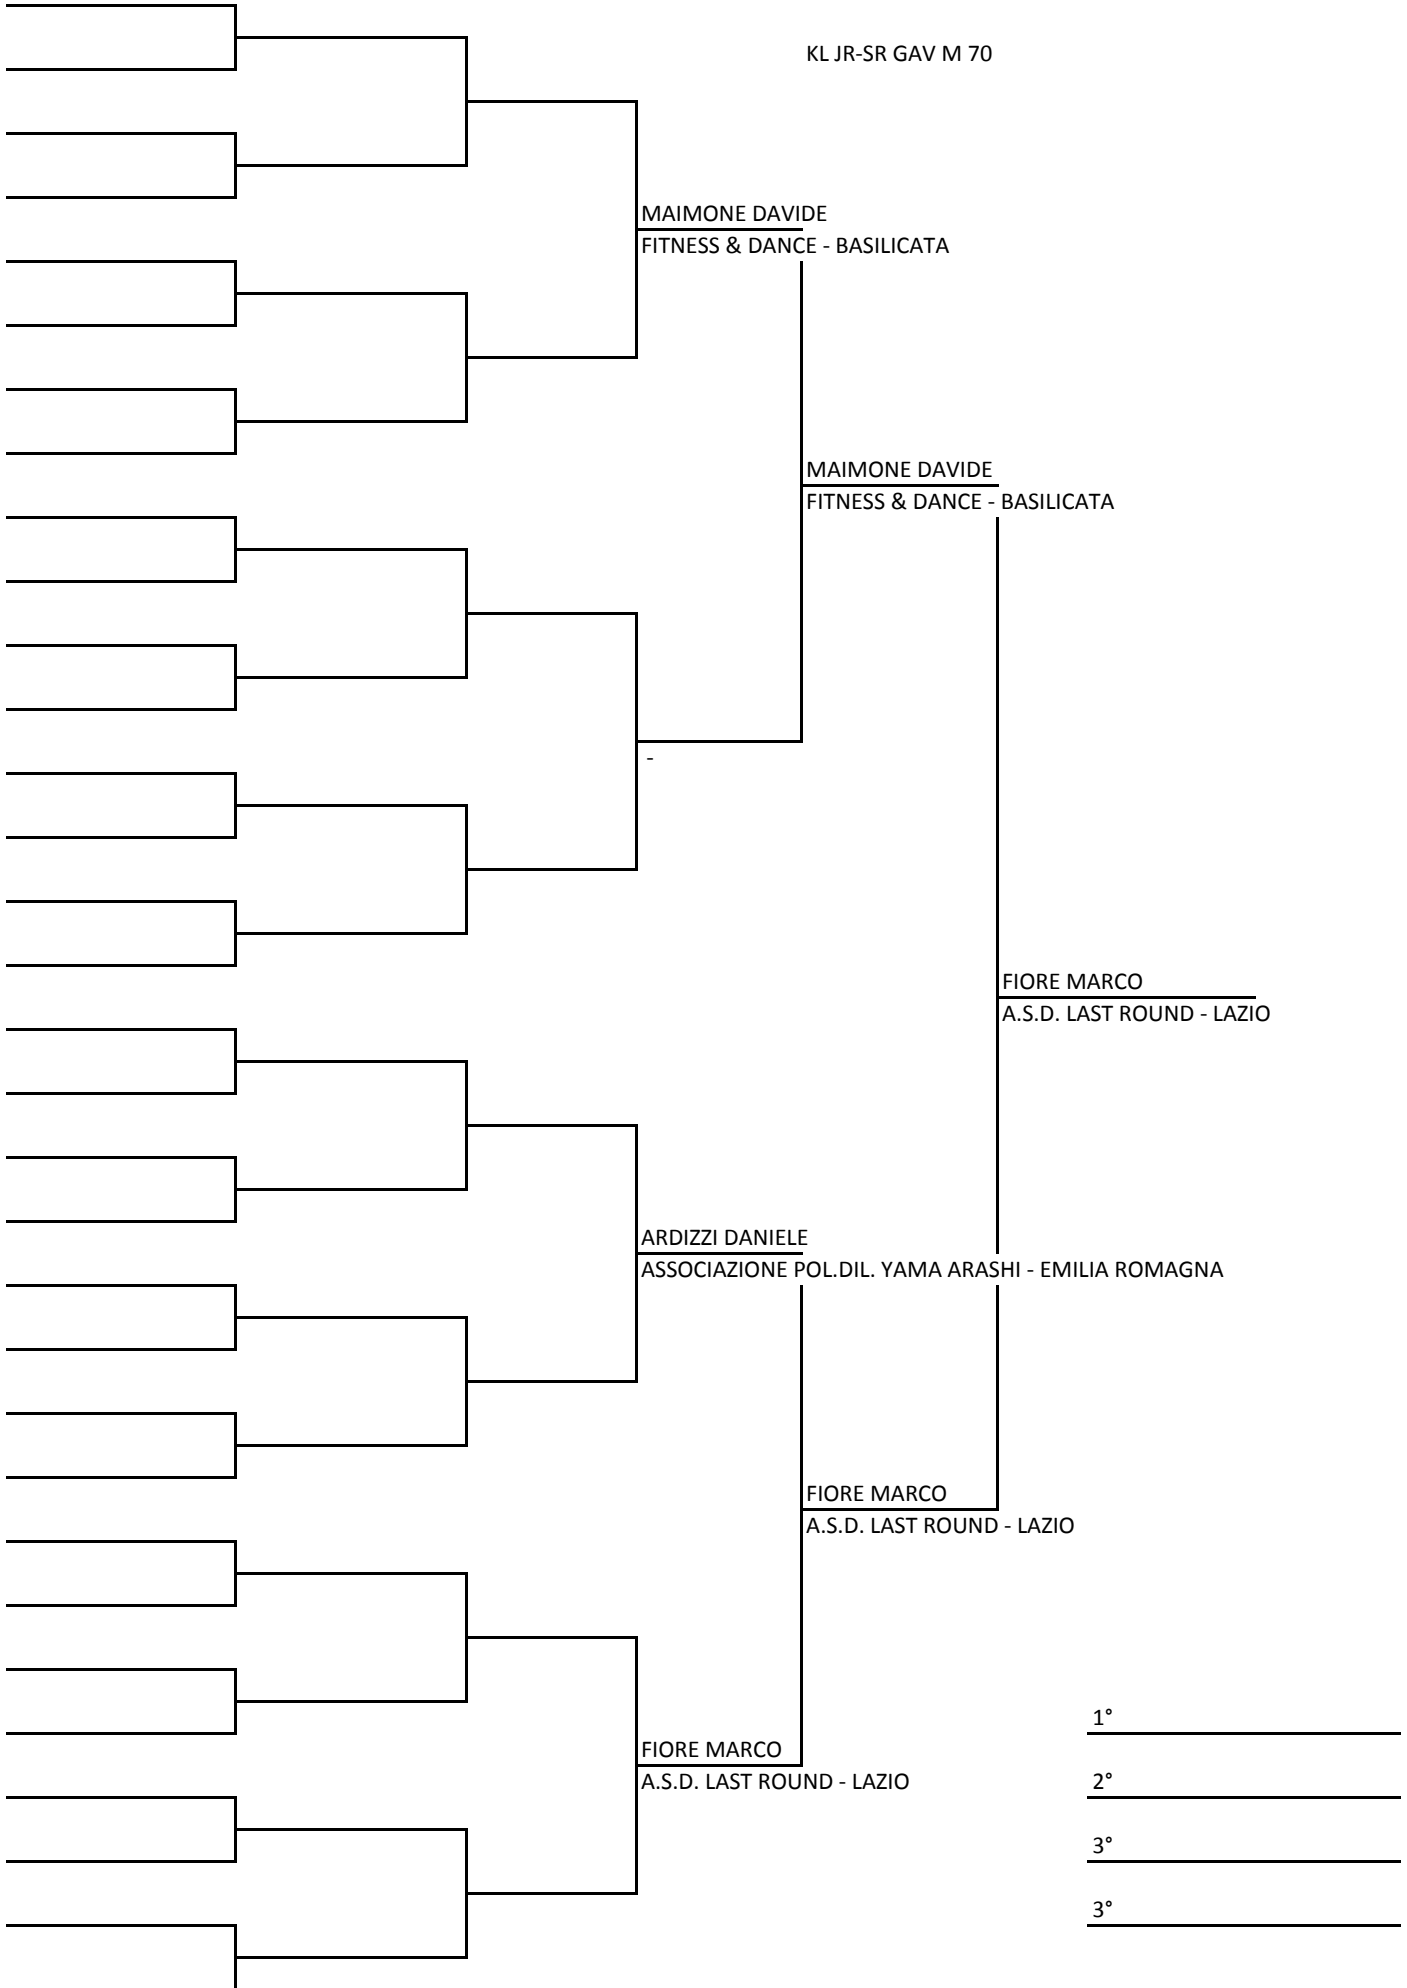 KL JR-SR GAV M 70
MAIMONE DAVIDE
FITNESS & DANCE - BASILICATA
MAIMONE DAVIDE
FITNESS & DANCE - BASILICATA
-
FIORE MARCO
A.S.D. LAST ROUND - LAZIO
ARDIZZI DANIELE
ASSOCIAZIONE POL.DIL. YAMA ARASHI - EMILIA ROMAGNA
FIORE MARCO
A.S.D. LAST ROUND - LAZIO
1°
FIORE MARCO
A.S.D. LAST ROUND - LAZIO
2°
3°
3°